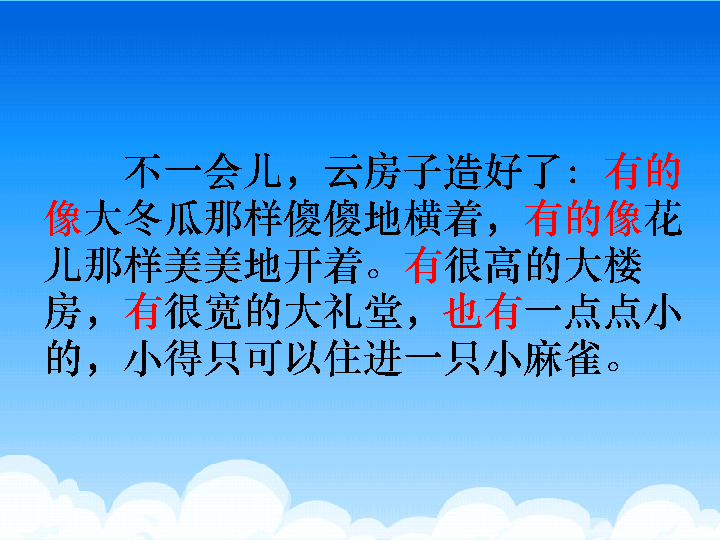 不一会儿，云房子造好了：有的
像大冬瓜那样傻傻地横着，有的像花
儿那样美美地开着。有很高的大楼
房，有很宽的大礼堂，也有一点点小
的，小得只可以住进一只小麻雀。